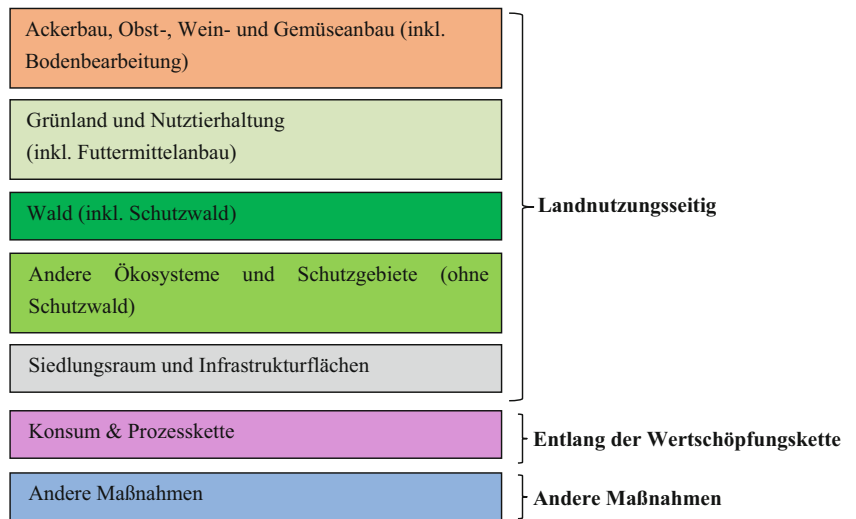 Ackerbau, Obst-, Wein- und Gemüseanbau (inkl.
Bodenbearbeitung)
Grünland und Nutztierhaltung
(inkl. Futtermittelanbau)
Wald (inkl. Schutzwald)
Andere Ökosysteme und Schutzgebiete (ohne
Schutzwald)
Siedlungsraum und Infrastrukturflächen
Landnutzungsseitig
Konsum & Prozesskette
Entlang der Wertschöpfungskette
Andere Maßnahmen
Andere Maßnahmen